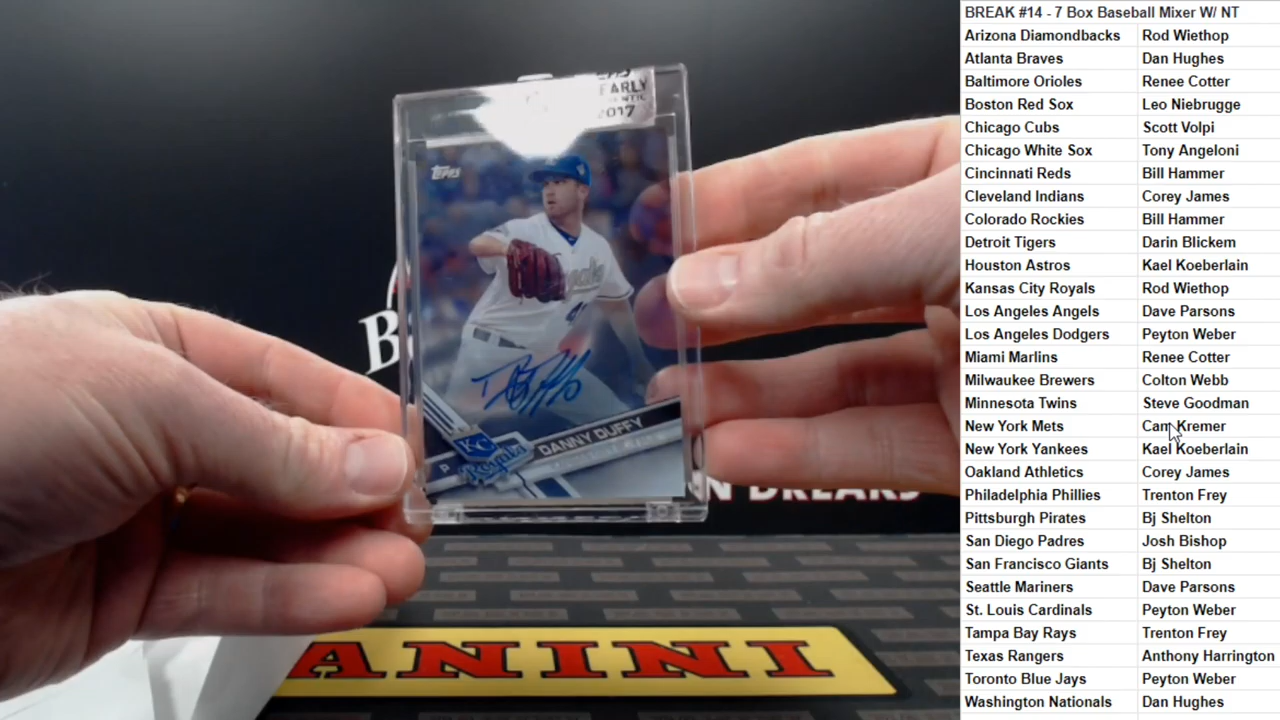 BREAK #14 - 7 Box Baseball Mixer W/ NT
Arizona Diamondbacks Rod Wiethop
Atlanta Braves Dan Hughes
Baltimore Orioles Renee Cotter
Boston Red Sox Leo Niebrugge
Chicago Cubs Scott Volpi
Chicago White Sox Tony Angeloni
Cincinnati Reds Bill Hammer
Cleveland Indians Corey James
Colorado Rockies Bill Hammer
Detroit Tigers Darin Blickem
Houston Astros Kael Koeberlain
Kansas City Royals Rod Wiethop
Los Angeles Angels Dave Parsons
Los Angeles Dodgers Peyton Weber
Miami Marlins Renee Cotter
Milwaukee Brewers Colton Webb
Minnesota Twins Steve Goodman
New York Mets Cam Kremer
New York Yankees Kael Koeberlain
Oakland Athletics Corey James
Philadelphia Phillies Trenton Frey
Pittsburgh Pirates Bj Shelton
San Diego Padres Josh Bishop
San Francisco Giants Bj Shelton
Seattle Mariners Dave Parsons
St. Louis Cardinals Peyton Weber
Tampa Bay Rays Trenton Frey
Texas Rangers Anthony Harrington
Toronto Blue Jays Peyton Weber
Washington Nationals Dan Hughes
2017
Topps
DANNY DUFFY
P
KC
Royals
BREAKS
PANINI